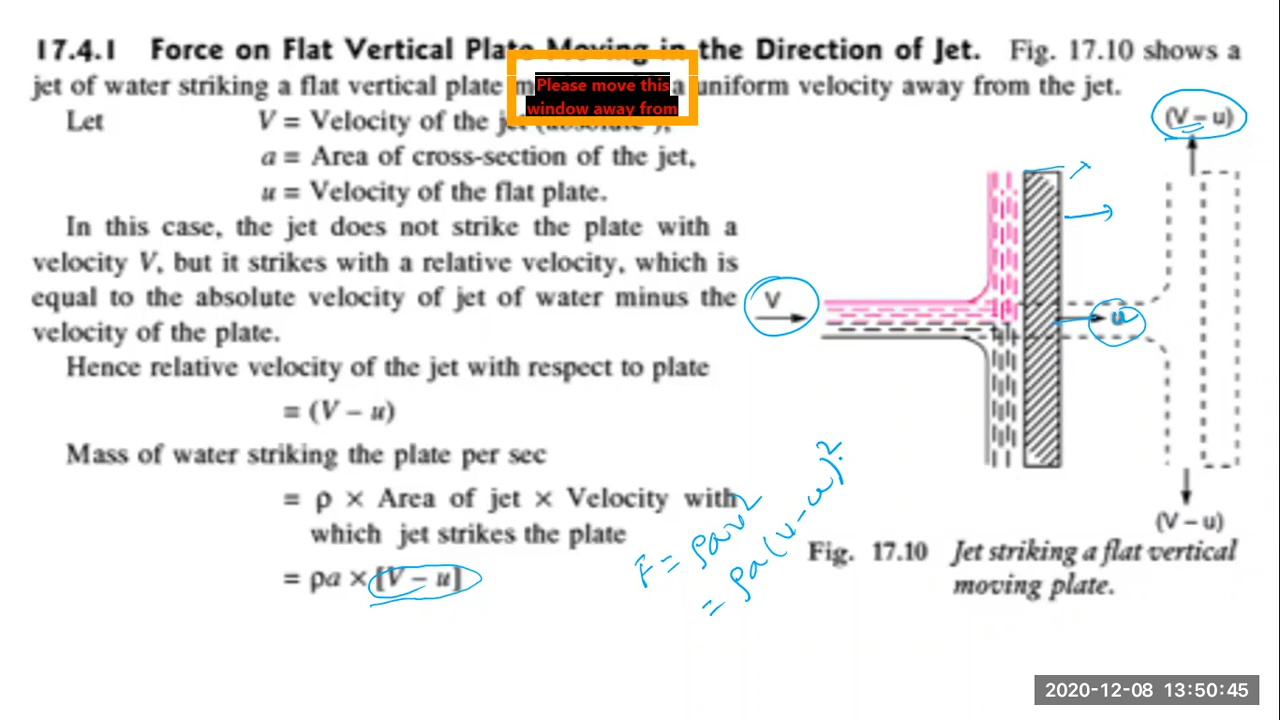 17.4.1 Force on Flat Vertical Plate Moving in the Direction of Jet. Fig. 17.10 shows a
jet of water striking a flat vertical plate a uniform velocity away from the jet.
Please move this
window away from
Let V = Velocity of the jet (absolute),
a = Area of cross-section of the jet,
u = Velocity of the flat plate.
In this case, the jet does not strike the plate with a
velocity V, but it strikes with a relative velocity, which is
equal to the absolute velocity of jet of water minus the
velocity of the plate.
Hence relative velocity of the jet with respect to plate
= (V – u)
Mass of water striking the plate per sec
= ρ × Area of jet × Velocity with
which jet strikes the plate
= ρa × [V – u]
F = ρav²
= ρa(v-u)².
(V – u)
V
u
(V – u)
Fig. 17.10 Jet striking a flat vertical
moving plate.
2020-12-08 13:50:45